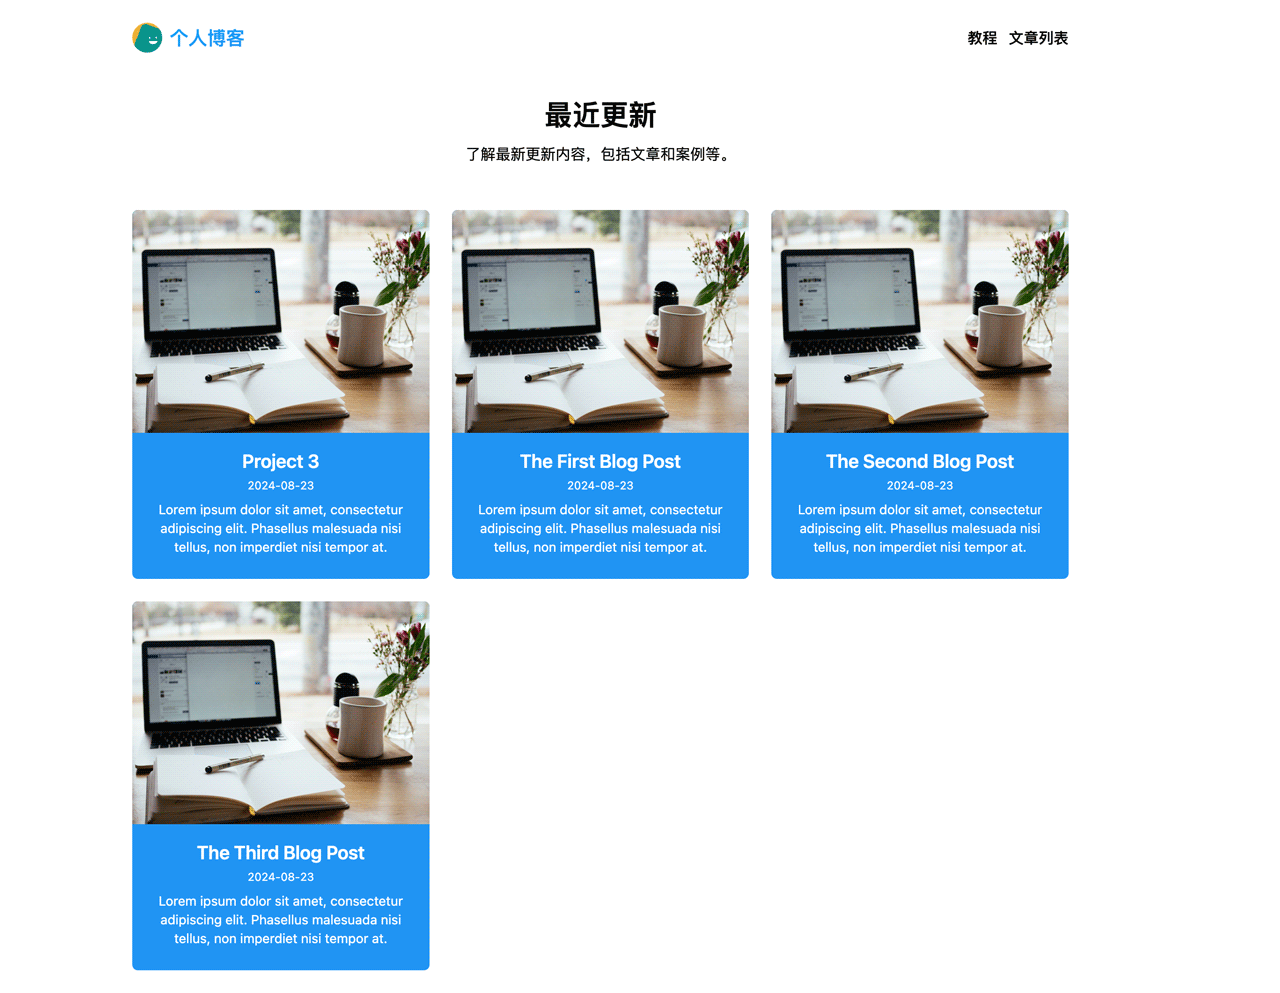 个人博客
教程 文章列表
最近更新
了解最新更新内容，包括文章和案例等。
Project 3
2024-08-23
Lorem ipsum dolor sit amet, consectetur
adipiscing elit. Phasellus malesuada nisi
tellus, non imperdiet nisi tempor at.
The First Blog Post
2024-08-23
Lorem ipsum dolor sit amet, consectetur
adipiscing elit. Phasellus malesuada nisi
tellus, non imperdiet nisi tempor at.
The Second Blog Post
2024-08-23
Lorem ipsum dolor sit amet, consectetur
adipiscing elit. Phasellus malesuada nisi
tellus, non imperdiet nisi tempor at.
The Third Blog Post
2024-08-23
Lorem ipsum dolor sit amet, consectetur
adipiscing elit. Phasellus malesuada nisi
tellus, non imperdiet nisi tempor at.